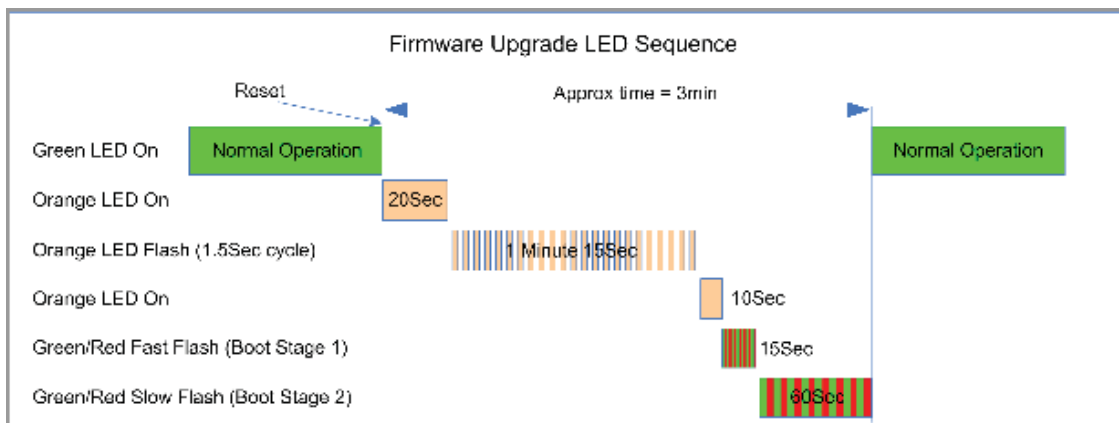 Firmware Upgrade LED Sequence
Reset
Approx time = 3min
Green LED On
Normal Operation
Normal Operation
Orange LED On
20Sec
Orange LED Flash (1.5Sec cycle)
1 Minute 15Sec
Orange LED On
10Sec
Green/Red Fast Flash (Boot Stage 1)
15Sec
Green/Red Slow Flash (Boot Stage 2)
60Sec